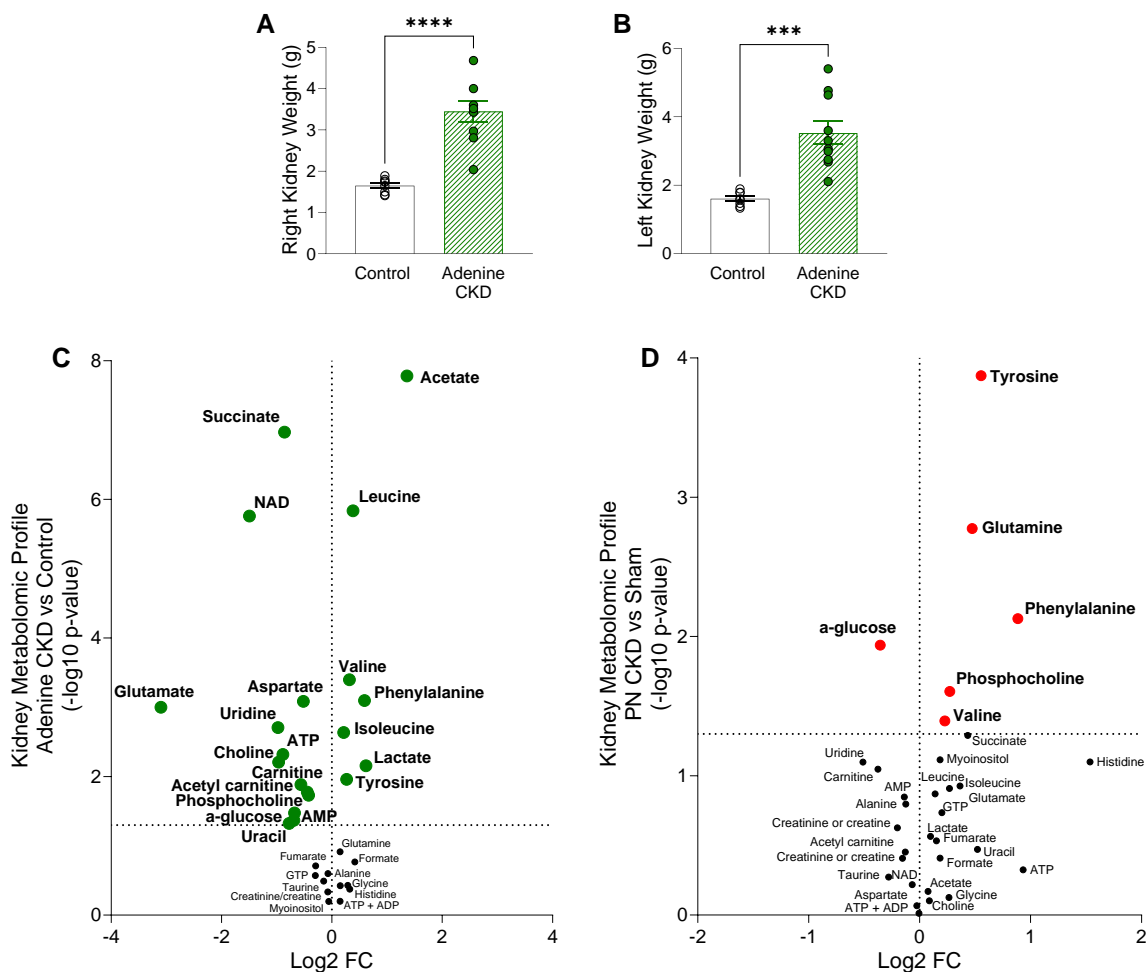 A
B
****
***
Right Kidney Weight (g)
5
4
3
2
1
0
Control
Adenine
CKD
Left Kidney Weight (g)
6
4
2
0
Control
Adenine
CKD
C
Kidney Metabolomic Profile
Adenine CKD vs Control
(-log10 p-value)
8
6
4
2
0
Acetate
Succinate
NAD
Leucine
Valine
Glutamate
Aspartate
Phenylalanine
Uridine
Isoleucine
ATP
Choline
Lactate
Carnitine
Tyrosine
Acetyl carnitine
Phosphocholine
a-glucose
AMP
Uracil
Glutamine
Fumarate
Formate
GTP
Alanine
Taurine
Glycine
Creatinine/creatine
Histidine
Myoinositol
ATP + ADP
-4
-2
0
2
4
Log2 FC
D
Kidney Metabolomic Profile
PN CKD vs Sham
(-log10 p-value)
4
3
2
1
0
Tyrosine
Glutamine
Phenylalanine
a-glucose
Phosphocholine
Valine
Succinate
Uridine
Myoinositol
Histidine
Carnitine
Leucine
Isoleucine
AMP
Glutamate
Alanine
GTP
Creatinine or creatine
Lactate
Fumarate
Acetyl carnitine
Uracil
Creatinine or creatine
Formate
ATP
Taurine
NAD
Acetate
Aspartate
Glycine
ATP + ADP
Choline
-2
-1
0
1
2
Log2 FC